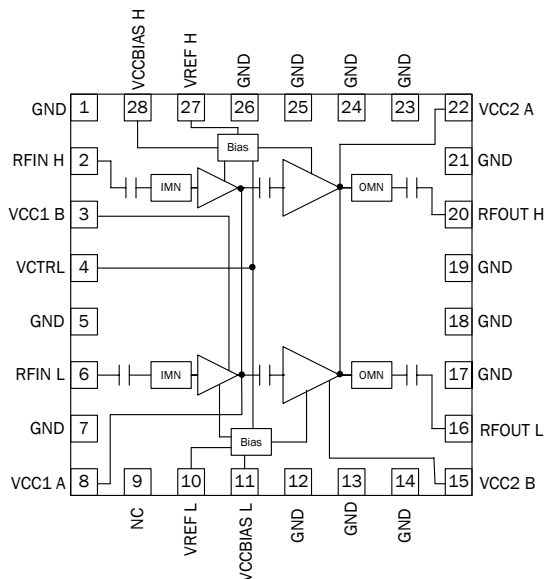 VCCBIAS H
VREF H
GND
GND
GND
GND
GND 1 28 27 26 25 24 23 22 VCC2 A
Bias
RFIN H 2 IMN OMN 21 GND
VCC1 B 3 20 RFOUT H
VCTRL 4 19 GND
GND 5 18 GND
RFIN L 6 IMN OMN 17 GND
GND 7 16 RFOUT L
Bias
VCC1 A 8 9 10 11 12 13 14 15 VCC2 B
NC
VREF L
VCCBIAS L
GND
GND
GND